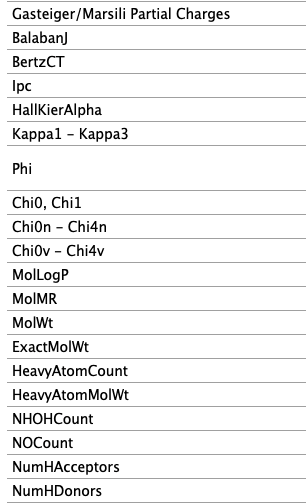 Gasteiger/Marsili Partial Charges
BalabanJ
BertzCT
Ipc
HallKierAlpha
Kappa1 – Kappa3
Phi
Chi0, Chi1
Chi0n – Chi4n
Chi0v – Chi4v
MolLogP
MolMR
MolWt
ExactMolWt
HeavyAtomCount
HeavyAtomMolWt
NHOHCount
NOCount
NumHAcceptors
NumHDonors